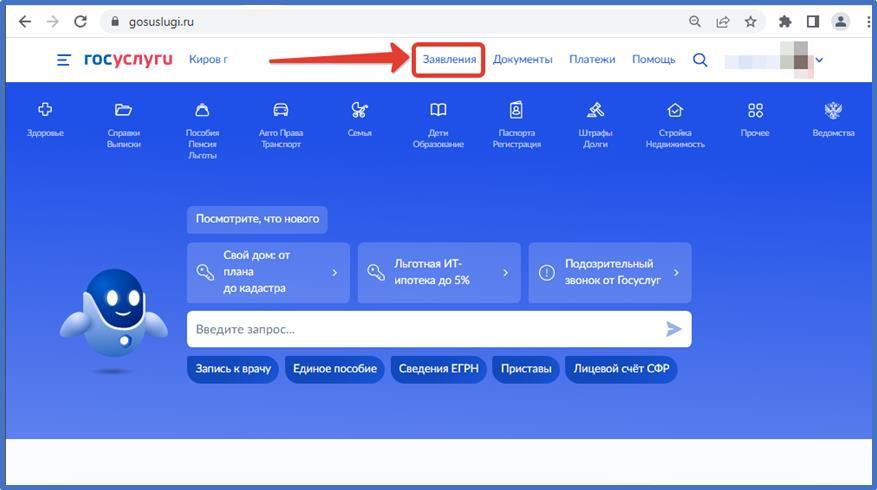 gosuslugi.ru
госуслуги Киров г Заявления Документы Платежи Помощь
Здоровье
Справки
Выписки
Пособия
Пенсия
Льготы
Авто Права
Транспорт
Семья
Дети
Образование
Паспорта
Регистрация
Штрафы
Долги
Стройка
Недвижимость
Прочее
Ведомства
Посмотрите, что нового
Свой дом: от
плана
до кадастра
Льготная ИТ-
ипотека до 5%
Подозрительный
звонок от Госуслуг
Введите запрос...
Запись к врачу Единое пособие Сведения ЕГРН Приставы Лицевой счёт СФР